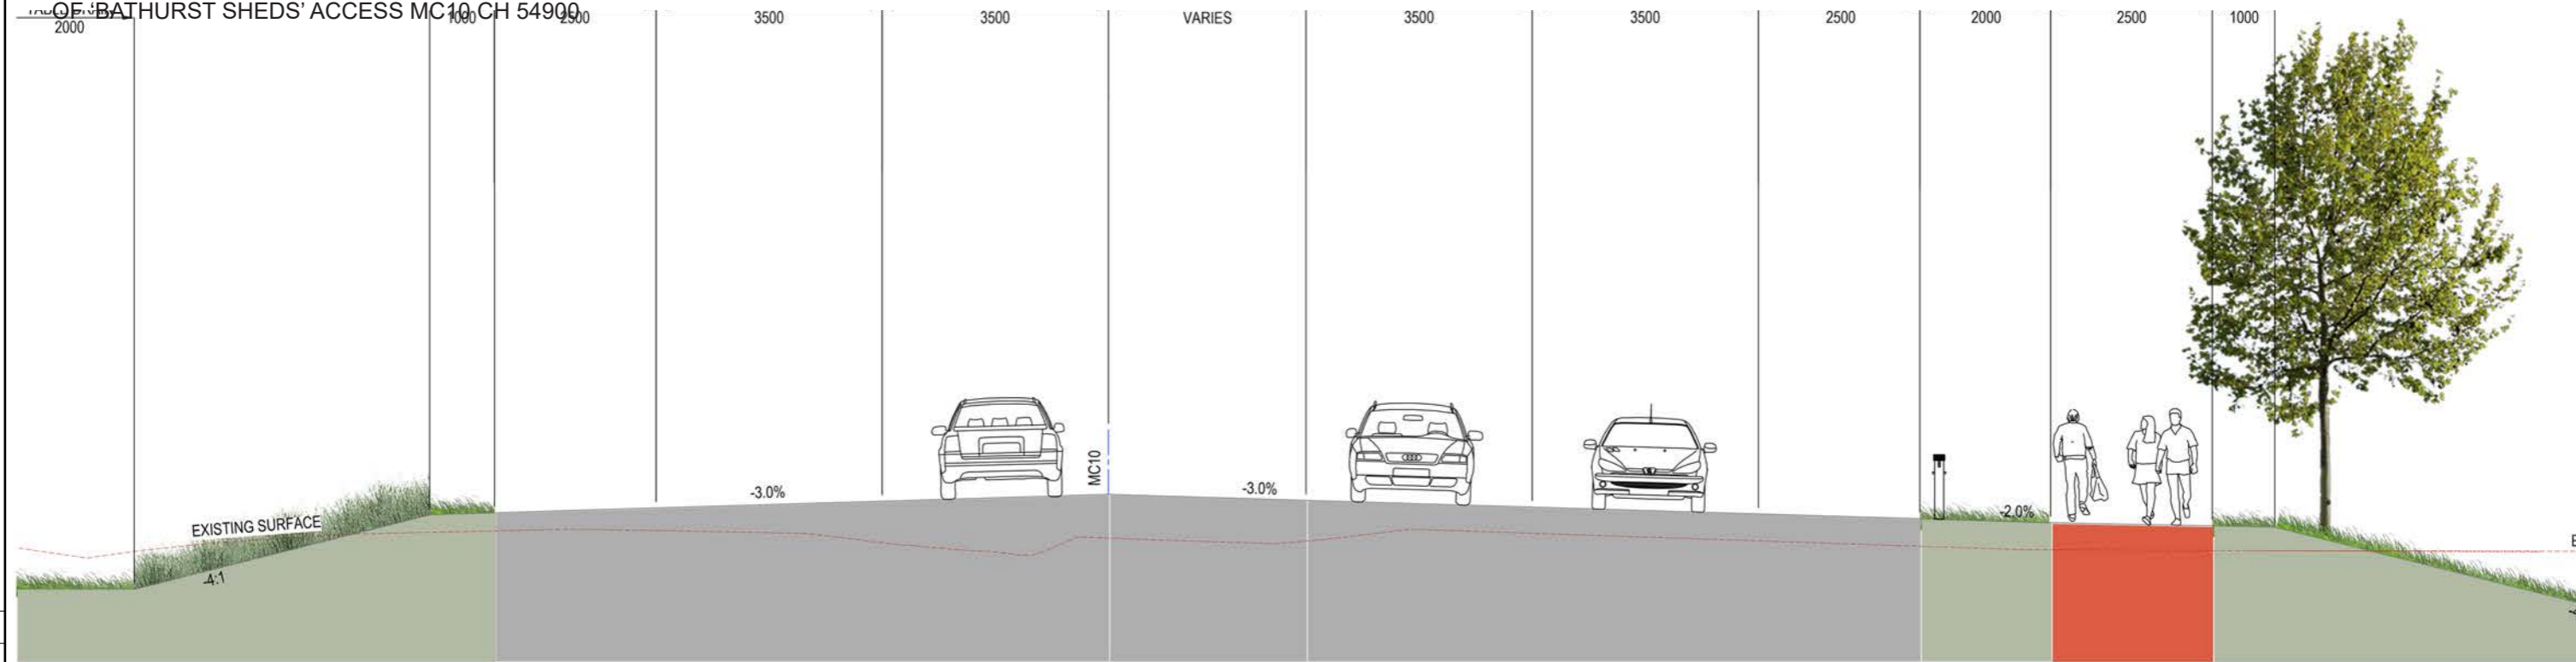 OF 'BATHURST SHEDS' ACCESS MC10 CH 54900
2000 1000 2500 3500 3500 VARIES 3500 3500 2500 2000 2500 1000
MC10
-3.0% -3.0%
-2.0%
EXISTING SURFACE
-4:1